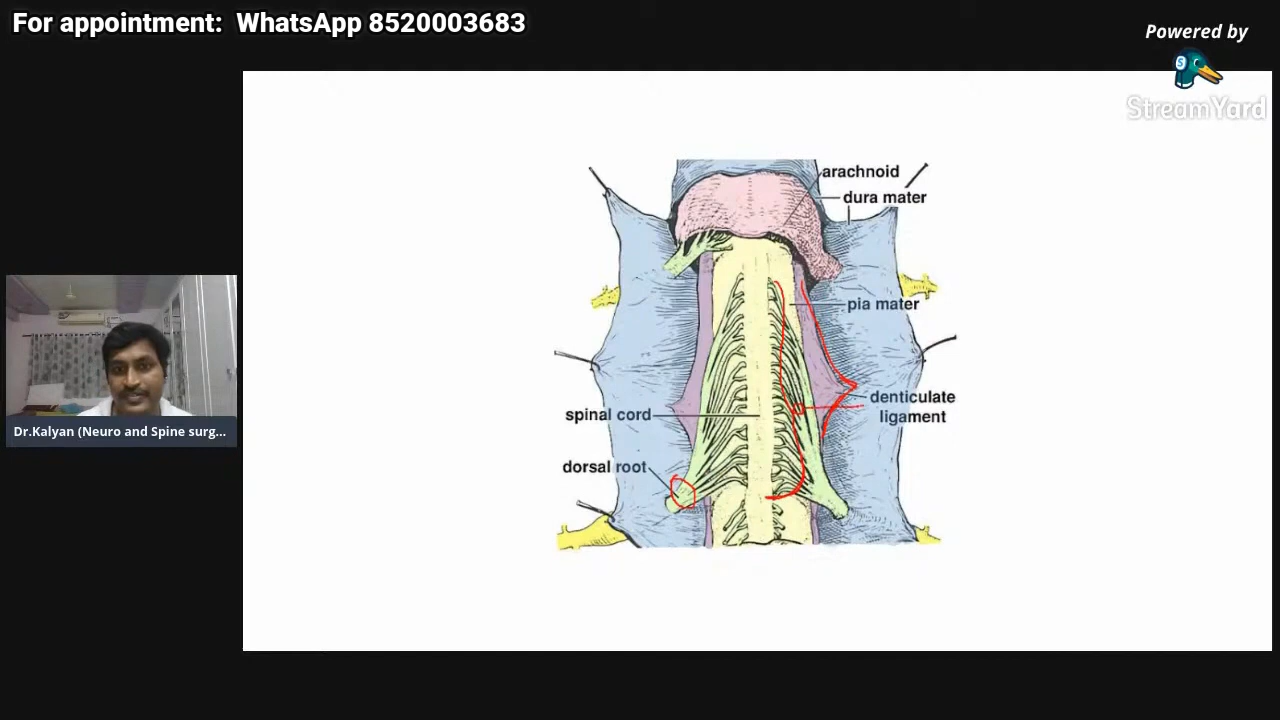 For appointment: WhatsApp 8520003683
Powered by
S
StreamYard
arachnoid
dura mater
pia mater
denticulate
ligament
spinal cord
dorsal root
Dr.Kalyan (Neuro and Spine surg...